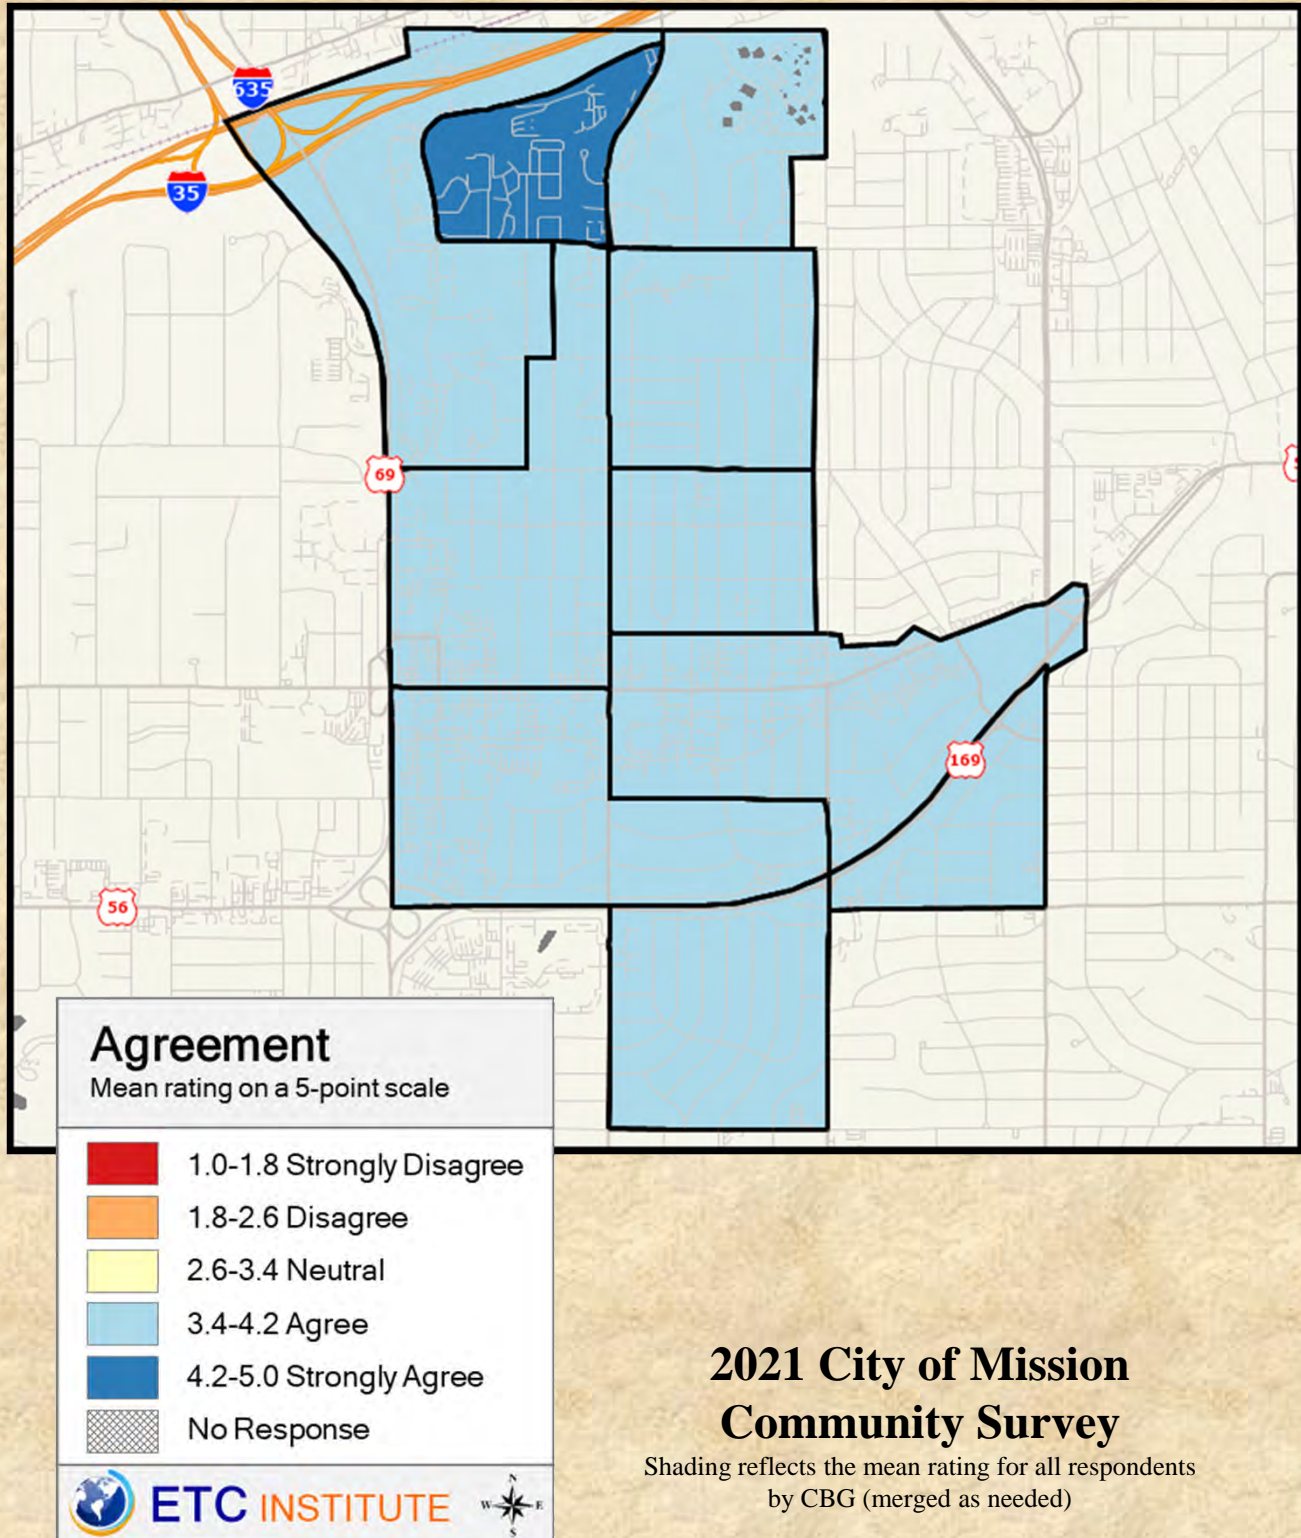 635
35
69
169
56
Agreement
Mean rating on a 5-point scale
1.0-1.8 Strongly Disagree
1.8-2.6 Disagree
2.6-3.4 Neutral
3.4-4.2 Agree
4.2-5.0 Strongly Agree
No Response
ETC INSTITUTE
N
W E
S
2021 City of Mission
Community Survey
Shading reflects the mean rating for all respondents
by CBG (merged as needed)